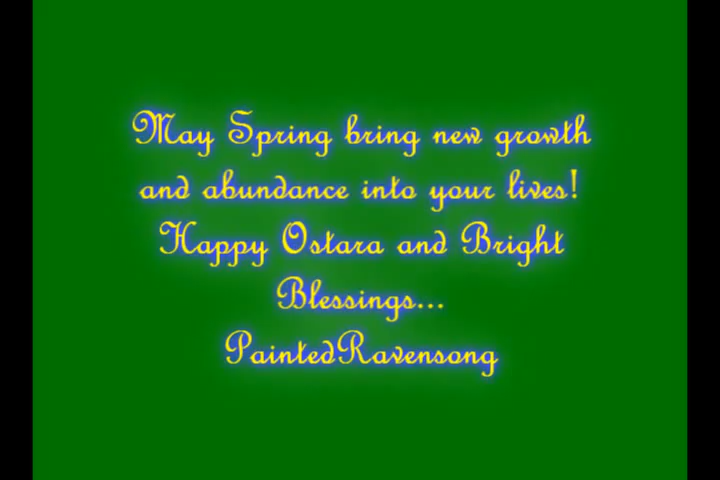 May Spring bring new growth
and abundance into your lives!
Happy Ostara and Bright
Blessings...
PaintedRavensong